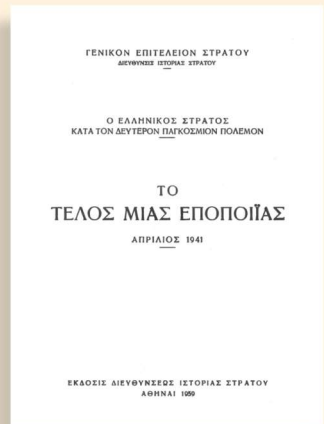 ΓΕΝΙΚΟΝ ΕΠΙΤΕΛΕΙΟΝ ΣΤΡΑΤΟΥ
ΔΙΕΥΘΥΝΣΙΣ ΙΣΤΟΡΙΑΣ ΣΤΡΑΤΟΥ
Ο ΕΛΛΗΝΙΚΟΣ ΣΤΡΑΤΟΣ
ΚΑΤΑ ΤΟΝ ΔΕΥΤΕΡΟΝ ΠΑΓΚΟΣΜΙΟΝ ΠΟΛΕΜΟΝ
ΤΟ
ΤΕΛΟΣ ΜΙΑΣ ΕΠΟΠΟΙΪΑΣ
ΑΠΡΙΛΙΟΣ 1941
ΕΚΔΟΣΙΣ ΔΙΕΥΘΥΝΣΕΩΣ ΙΣΤΟΡΙΑΣ ΣΤΡΑΤΟΥ
ΑΘΗΝΑΙ 1959